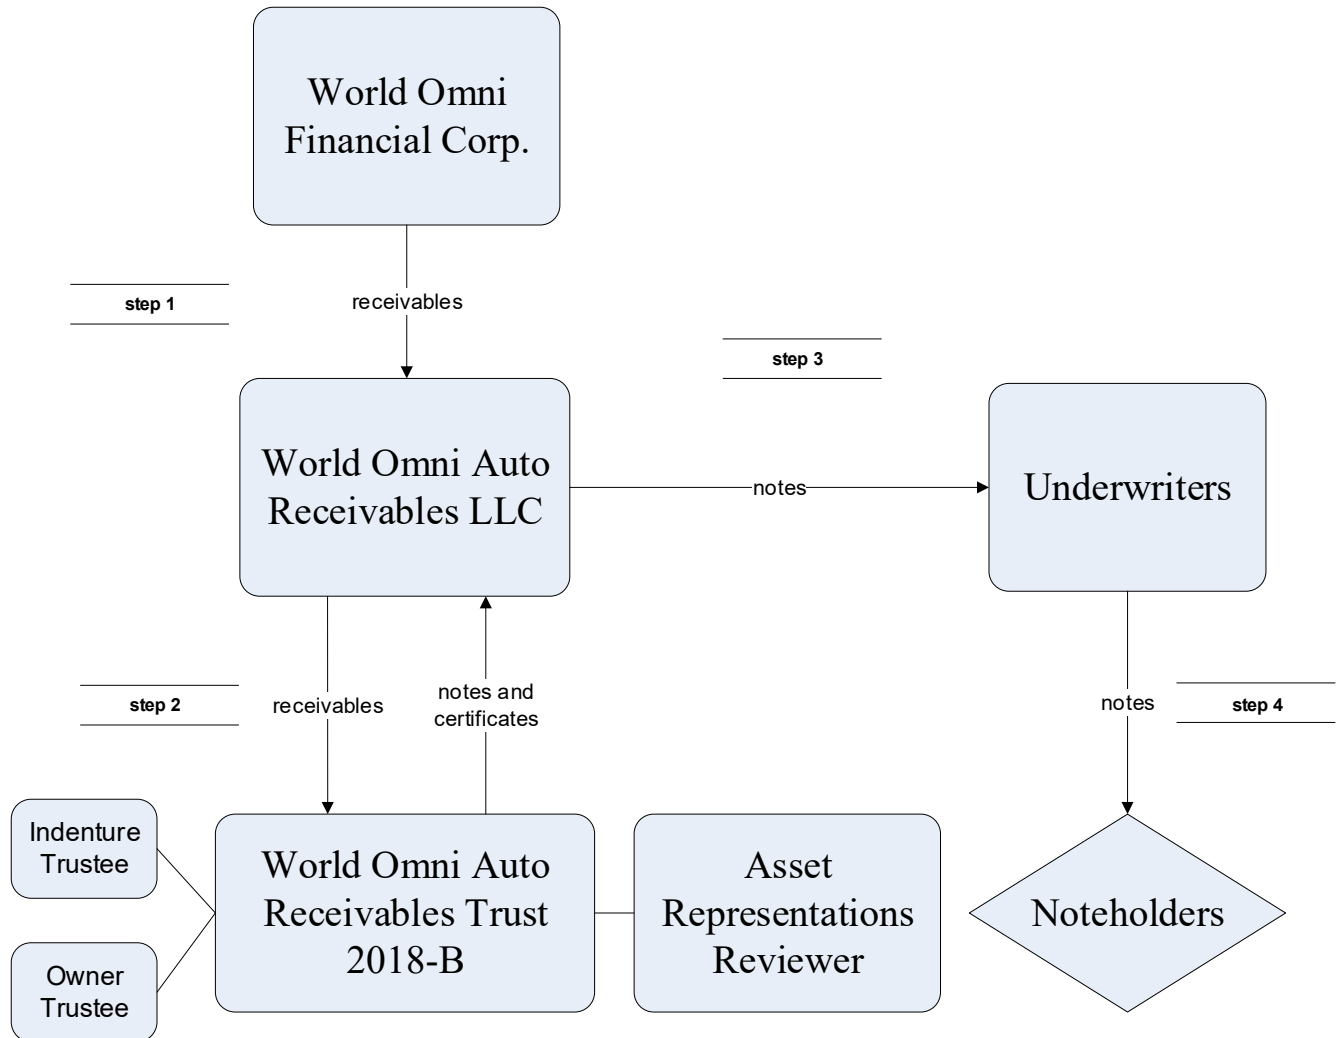 World Omni
Financial Corp.
step 1
receivables
step 3
World Omni Auto
Receivables LLC
notes
Underwriters
step 2
receivables
notes and
certificates
notes
step 4
Indenture
Trustee
Owner
Trustee
World Omni Auto
Receivables Trust
2018-B
Asset
Representations
Reviewer
Noteholders